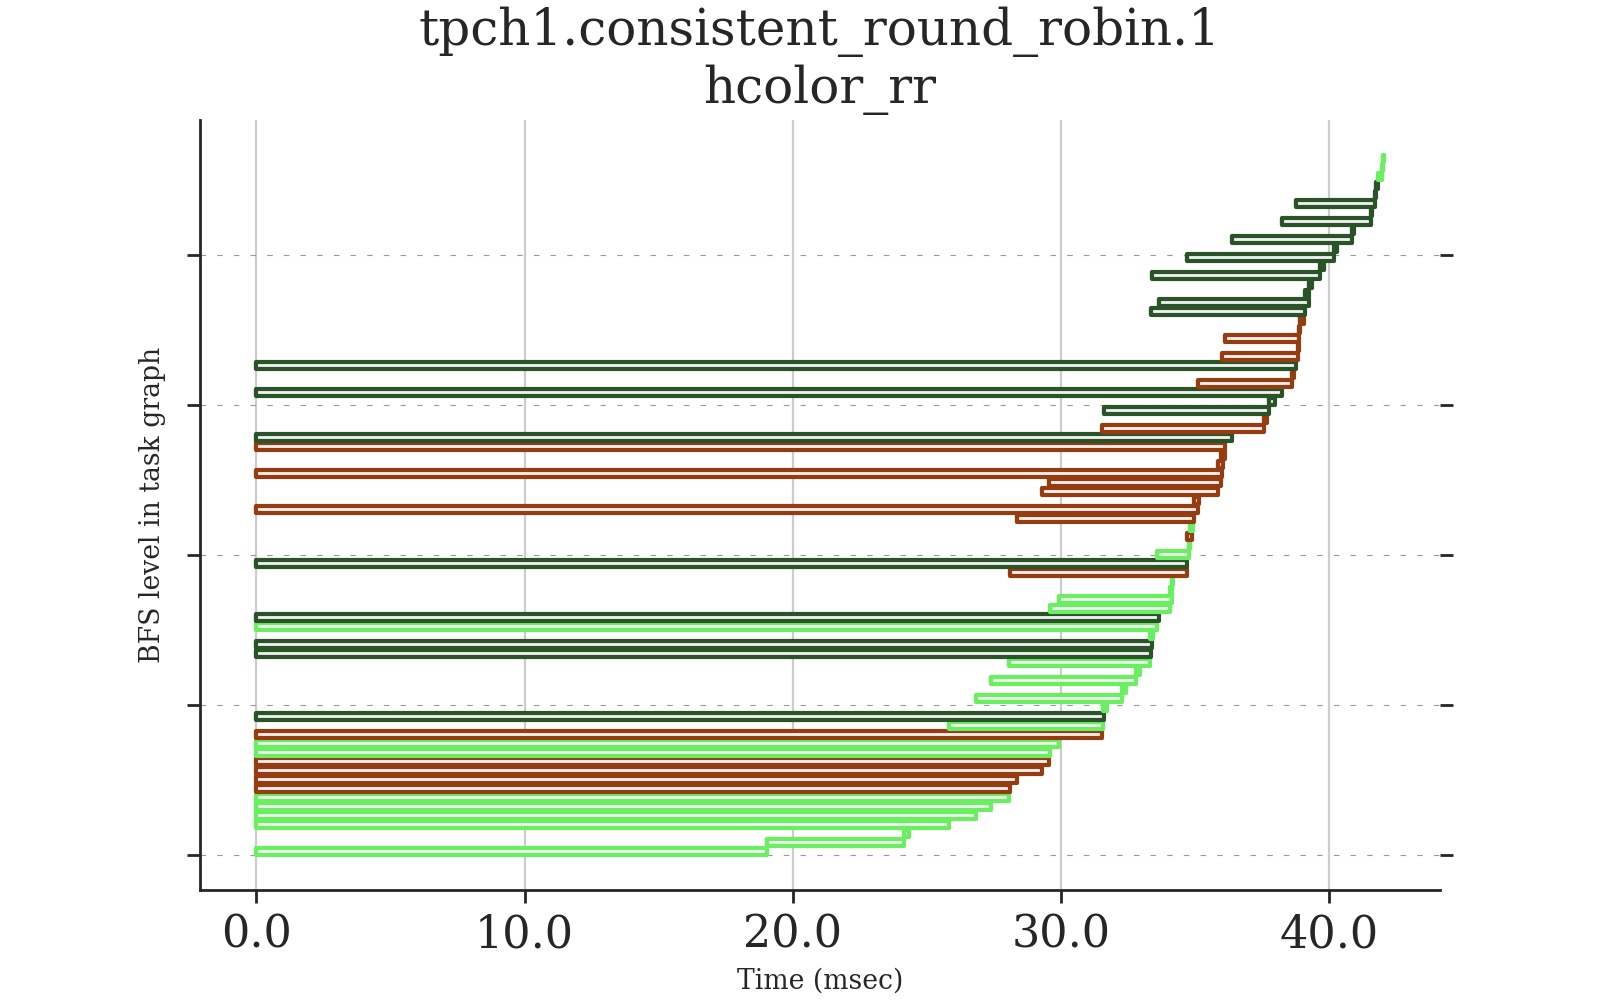 tpch1.consistent_round_robin.1
hcolor_rr
BFS level in task graph
0.0 10.0 20.0 30.0 40.0
Time (msec)